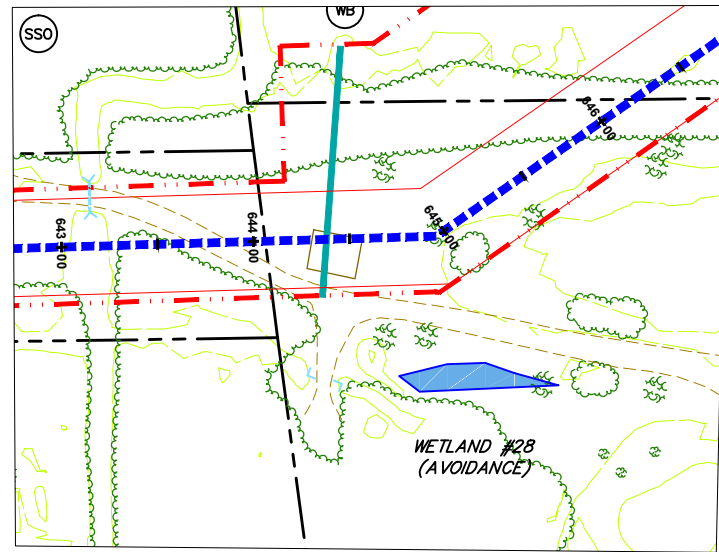 SSO
WB
646+00
643+00
644+00
645+00
WETLAND #28
(AVOIDANCE)